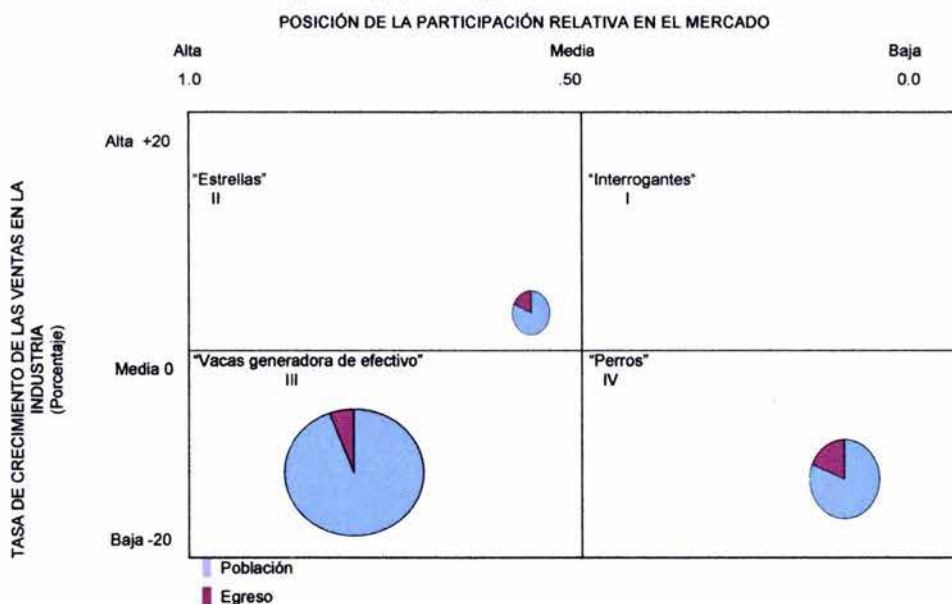 POSICIÓN DE LA PARTICIPACIÓN RELATIVA EN EL MERCADO
Alta Media Baja
1.0 .50 0.0
TASA DE CRECIMIENTO DE LAS VENTAS EN LA
INDUSTRIA
(Porcentaje)
Alta +20
"Estrellas" "Interrogantes"
II I
Media 0
"Vacas generadora de efectivo" "Perros"
III IV
Baja -20
Población
Egreso